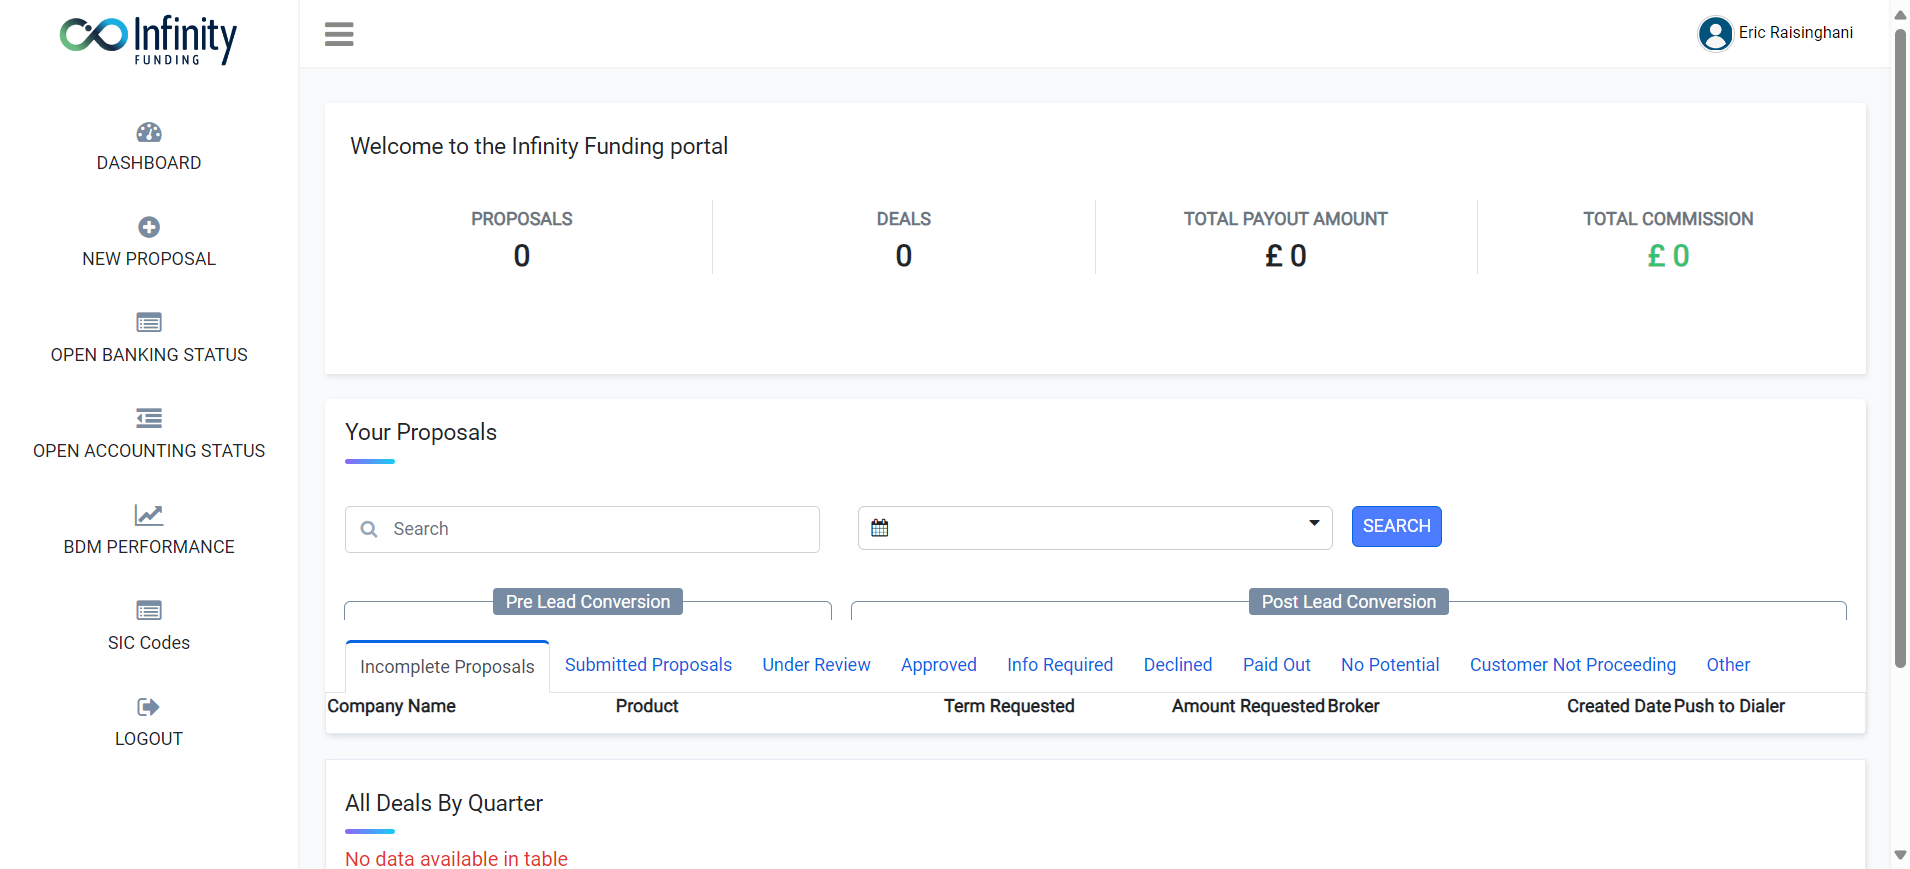 Infinity
FUNDING
Eric Raisinghani
DASHBOARD
NEW PROPOSAL
OPEN BANKING STATUS
OPEN ACCOUNTING STATUS
BDM PERFORMANCE
SIC Codes
LOGOUT
Welcome to the Infinity Funding portal
PROPOSALS DEALS TOTAL PAYOUT AMOUNT TOTAL COMMISSION
0 0 £ 0 £ 0
Your Proposals
Search SEARCH
Pre Lead Conversion Post Lead Conversion
Incomplete Proposals Submitted Proposals Under Review Approved Info Required Declined Paid Out No Potential Customer Not Proceeding Other
Company Name Product Term Requested Amount Requested Broker Created Date Push to Dialer
All Deals By Quarter
No data available in table